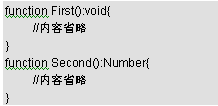 function First():void{
//内容省略
}
function Second():Number{
//内容省略
}